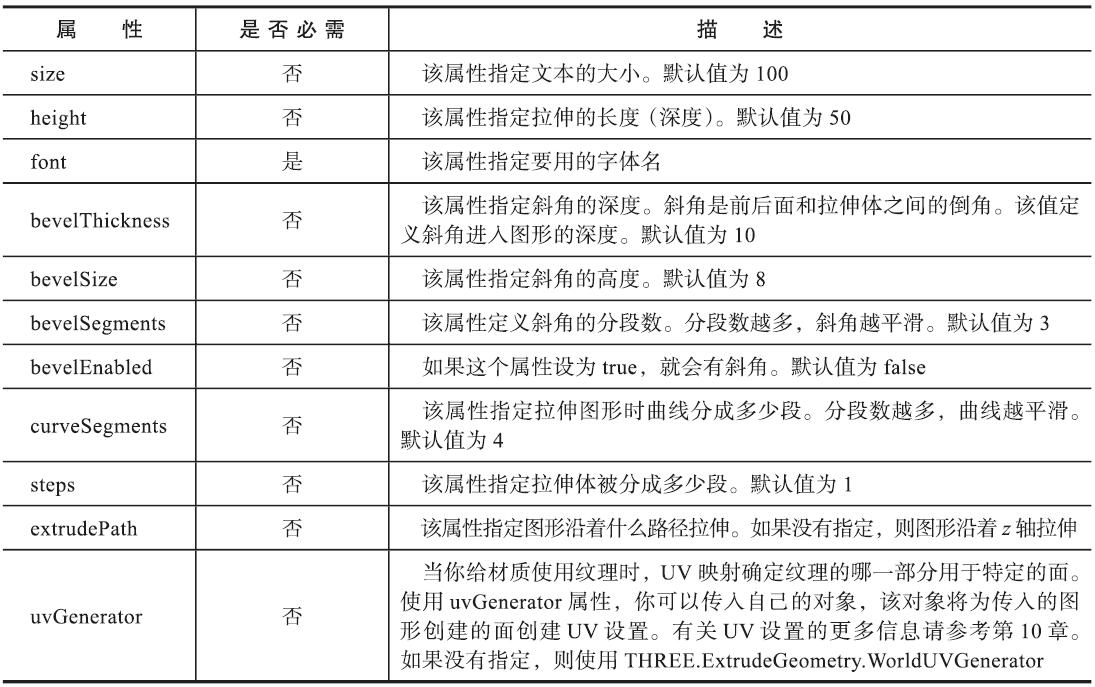 属 性 是否必需 描 述
size 否 该属性指定文本的大小。默认值为 100
height 否 该属性指定拉伸的长度（深度）。默认值为 50
font 是 该属性指定要用的字体名
bevelThickness 否 该属性指定斜角的深度。斜角是前后面和拉伸体之间的倒角。该值定
义斜角进入图形的深度。默认值为 10
bevelSize 否 该属性指定斜角的高度。默认值为 8
bevelSegments 否 该属性定义斜角的分段数。分段数越多，斜角越平滑。默认值为 3
bevelEnabled 否 如果这个属性设为 true，就会有斜角。默认值为 false
curveSegments 否 该属性指定拉伸图形时曲线分成多少段。分段数越多，曲线越平滑。
默认值为 4
steps 否 该属性指定拉伸体被分成多少段。默认值为 1
extrudePath 否 该属性指定图形沿着什么路径拉伸。如果没有指定，则图形沿着 z 轴拉伸
uvGenerator 否 当你给材质使用纹理时，UV 映射确定纹理的哪一部分用于特定的面。
使用 uvGenerator 属性，你可以传入自己的对象，该对象将为传入的图
形创建的面创建 UV 设置。有关 UV 设置的更多信息请参考第 10 章。
如果没有指定，则使用 THREE.ExtrudeGeometry.WorldUVGenerator